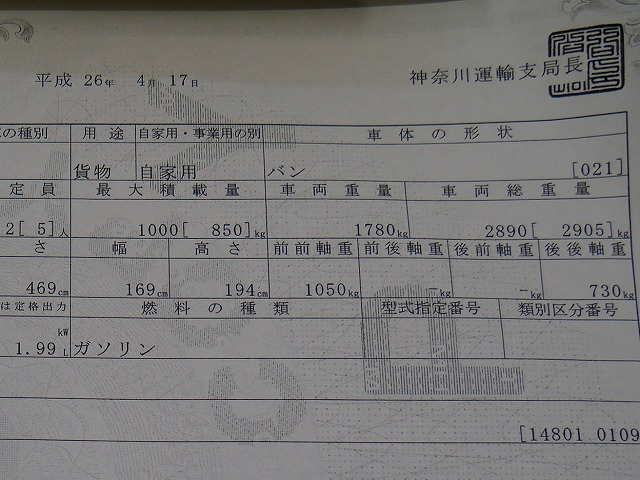 平成 26年 4月 17日
神奈川運輸支局長
の種別 用途 自家用・事業用の別 車体の形状
貨物 自家用 バン [021]
定員 最大積載量 車両重量 車両総重量
2[ 5]人 1000[ 850]kg 1780kg 2890[ 2905]kg
さ 幅 高さ 前前軸重 前後軸重 後前軸重 後後軸重
469cm 169cm 194cm 1050kg -kg -kg 730kg
は定格出力 燃料の種類 型式指定番号 類別区分番号
kW
1.99 L ガソリン
[14801 0109